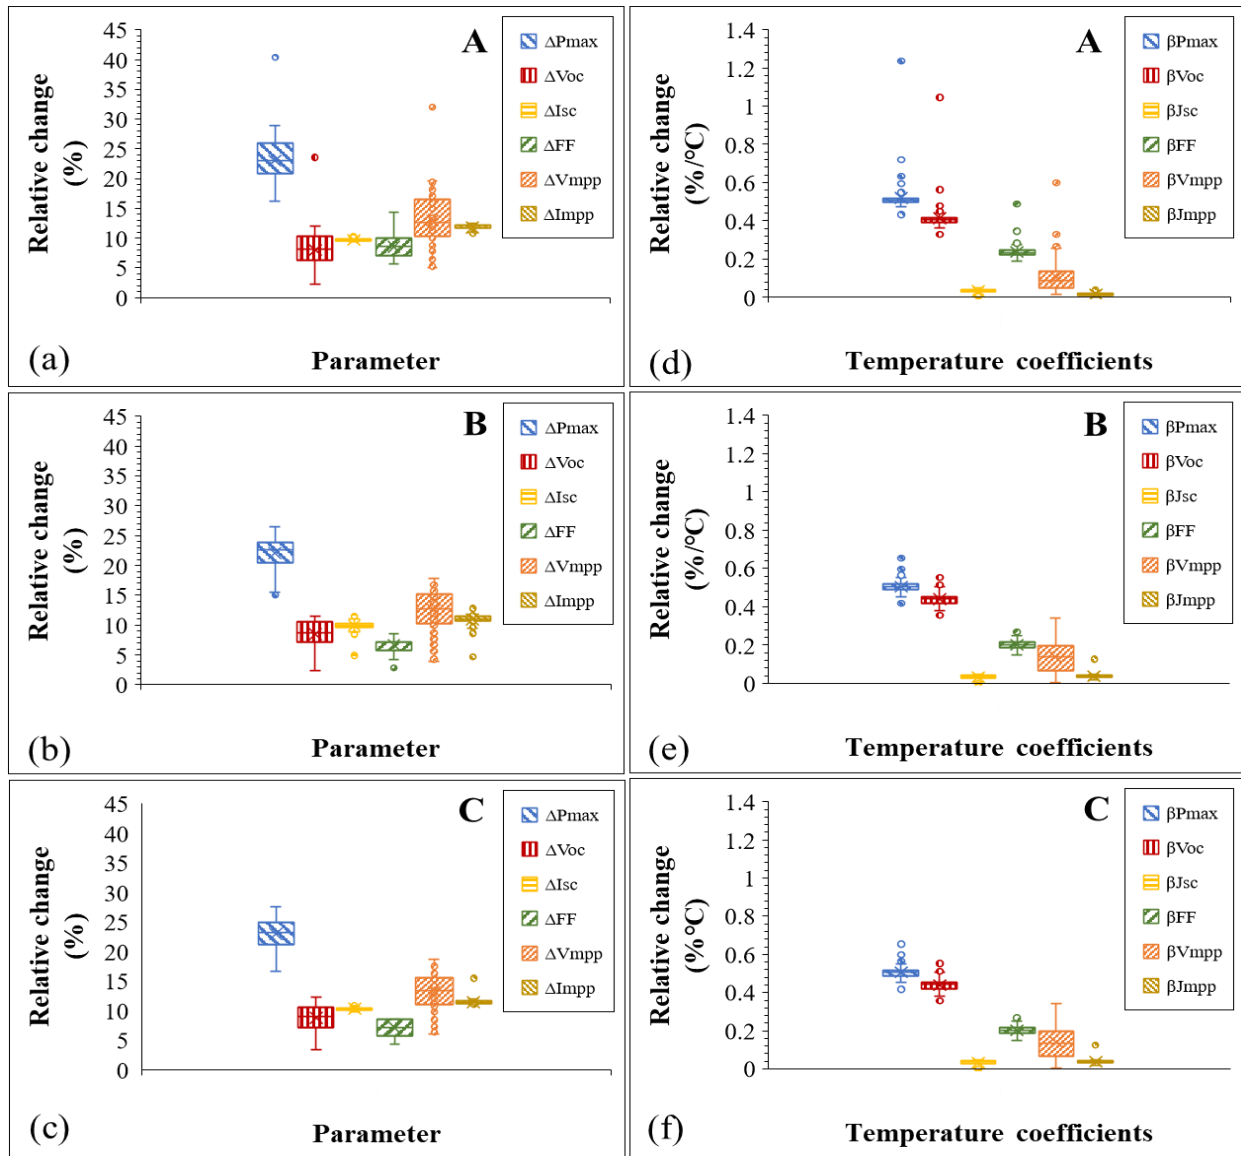 A
45
40
35
30
25
20
15
10
5
0
Relative change
(%)
ΔPmax
ΔVoc
ΔIsc
ΔFF
ΔVmpp
ΔImpp
(a)
Parameter
A
1.4
1.2
1
0.8
0.6
0.4
0.2
0
Relative change
(%/°C)
βPmax
βVoc
βJsc
βFF
βVmpp
βJmpp
(d)
Temperature coefficients
B
45
40
35
30
25
20
15
10
5
0
Relative change
(%)
ΔPmax
ΔVoc
ΔIsc
ΔFF
ΔVmpp
ΔImpp
(b)
Parameter
B
1.4
1.2
1
0.8
0.6
0.4
0.2
0
Relative change
(%/°C)
βPmax
βVoc
βJsc
βFF
βVmpp
βJmpp
(e)
Temperature coefficients
C
45
40
35
30
25
20
15
10
5
0
Relative change
(%)
ΔPmax
ΔVoc
ΔIsc
ΔFF
ΔVmpp
ΔImpp
(c)
Parameter
C
1.4
1.2
1
0.8
0.6
0.4
0.2
0
Relative change
(%°C)
βPmax
βVoc
βJsc
βFF
βVmpp
βJmpp
(f)
Temperature coefficients